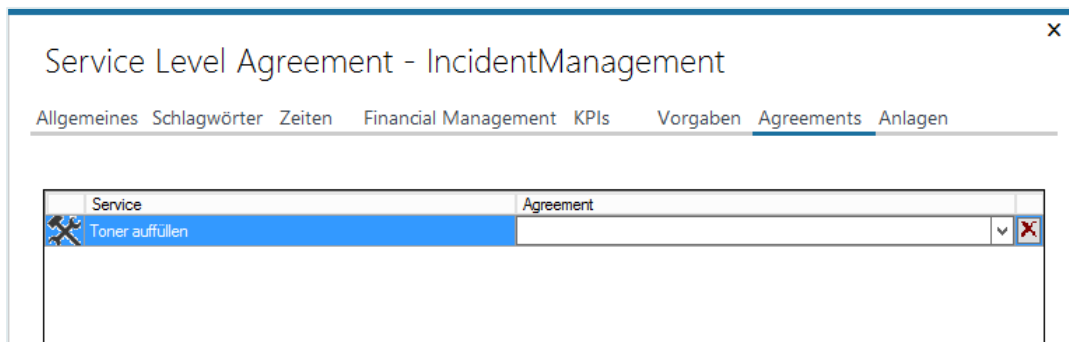 Service Level Agreement - IncidentManagement
Allgemeines Schlagwörter Zeiten Financial Management KPIs Vorgaben Agreements Anlagen
Service Agreement
Toner auffüllen